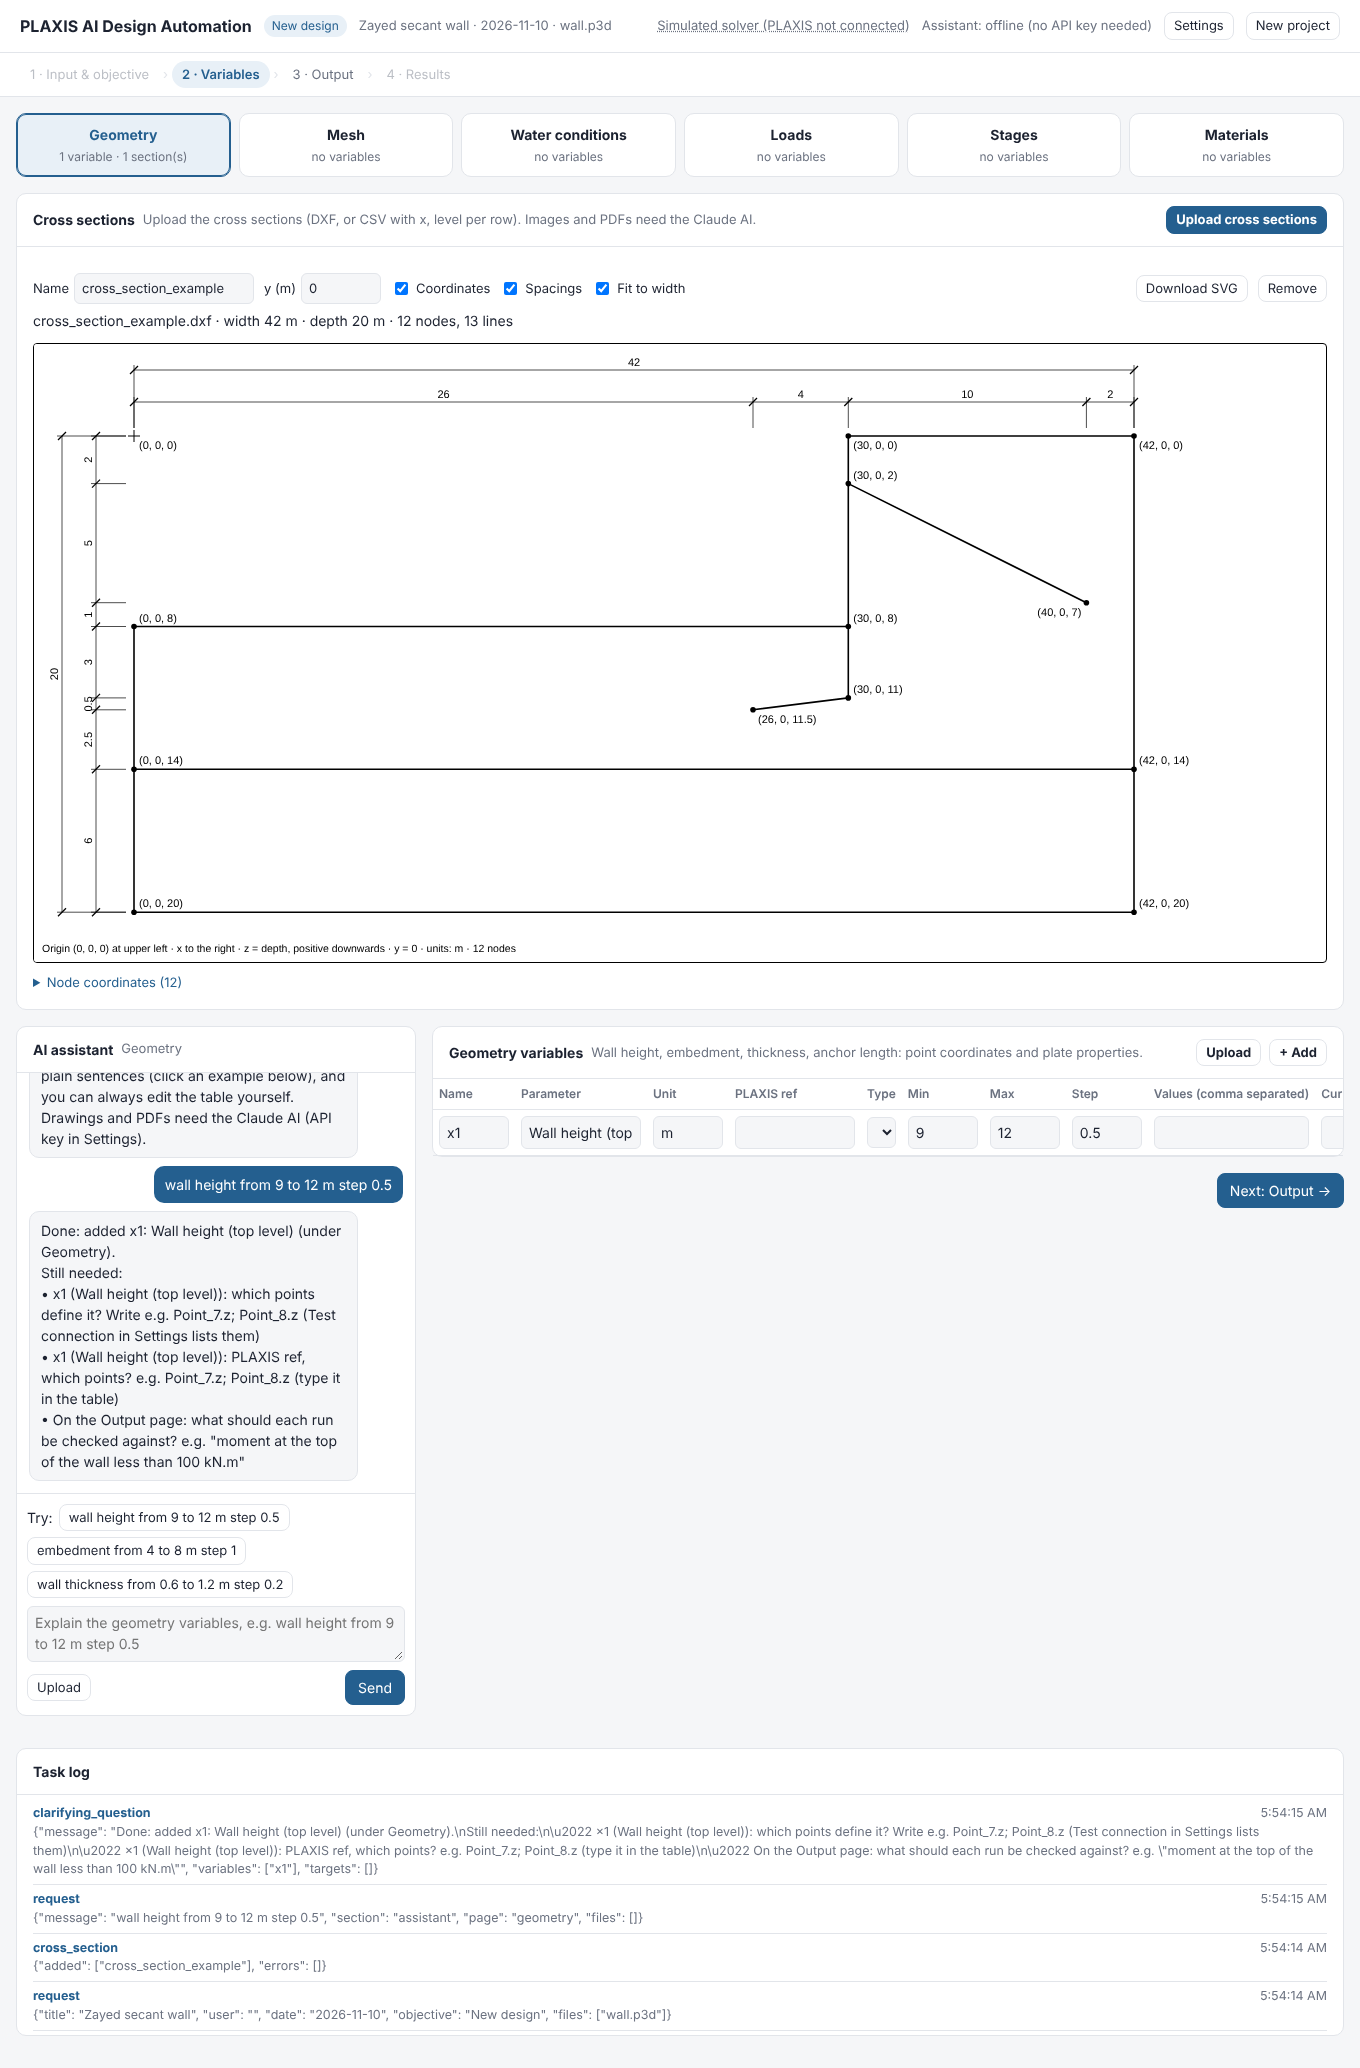 PLAXIS AI Design Automation New design Zayed secant wall · 2026-11-10 · wall.p3d Simulated solver (PLAXIS not connected) Assistant: offline (no API key needed) Settings New project
1 · Input & objective › 2 · Variables › 3 · Output › 4 · Results
Geometry Mesh Water conditions Loads Stages Materials
1 variable · 1 section(s) no variables no variables no variables no variables no variables
Cross sections Upload the cross sections (DXF, or CSV with x, level per row). Images and PDFs need the Claude AI. Upload cross sections
Name cross_section_example y (m) 0 Coordinates Spacings Fit to width Download SVG Remove
cross_section_example.dxf · width 42 m · depth 20 m · 12 nodes, 13 lines
42
26 4 10 2
(0, 0, 0) (30, 0, 0) (42, 0, 0)
2
(30, 0, 2)
5
(40, 0, 7)
1
(0, 0, 8) (30, 0, 8)
3
20
(30, 0, 11)
0.5
(26, 0, 11.5)
2.5
(0, 0, 14) (42, 0, 14)
6
(0, 0, 20) (42, 0, 20)
Origin (0, 0, 0) at upper left · x to the right · z = depth, positive downwards · y = 0 · units: m · 12 nodes
Node coordinates (12)
AI assistant Geometry
plain sentences (click an example below), and
you can always edit the table yourself.
Drawings and PDFs need the Claude AI (API
key in Settings).
wall height from 9 to 12 m step 0.5
Done: added x1: Wall height (top level) (under
Geometry).
Still needed:
• x1 (Wall height (top level)): which points
define it? Write e.g. Point_7.z; Point_8.z (Test
connection in Settings lists them)
• x1 (Wall height (top level)): PLAXIS ref,
which points? e.g. Point_7.z; Point_8.z (type it
in the table)
• On the Output page: what should each run
be checked against? e.g. "moment at the top
of the wall less than 100 kN.m"
Try: wall height from 9 to 12 m step 0.5
embedment from 4 to 8 m step 1
wall thickness from 0.6 to 1.2 m step 0.2
Explain the geometry variables, e.g. wall height from 9
to 12 m step 0.5
Upload Send
Geometry variables Wall height, embedment, thickness, anchor length: point coordinates and plate properties. Upload + Add
Name Parameter Unit PLAXIS ref Type Min Max Step Values (comma separated) Cur
x1 Wall height (top m 9 12 0.5
Next: Output →
Task log
clarifying_question 5:54:15 AM
{"message": "Done: added x1: Wall height (top level) (under Geometry).\nStill needed:\n\u2022 ×1 (Wall height (top level)): which points define it? Write e.g. Point_7.z; Point_8.z (Test connection in Settings lists
them)\n\u2022 ×1 (Wall height (top level)): PLAXIS ref, which points? e.g. Point_7.z; Point_8.z (type it in the table)\n\u2022 On the Output page: what should each run be checked against? e.g. \"moment at the top of the
wall less than 100 kN.m\"", "variables": ["x1"], "targets": []}
request 5:54:15 AM
{"message": "wall height from 9 to 12 m step 0.5", "section": "assistant", "page": "geometry", "files": []}
cross_section 5:54:14 AM
{"added": ["cross_section_example"], "errors": []}
request 5:54:14 AM
{"title": "Zayed secant wall", "user": "", "date": "2026-11-10", "objective": "New design", "files": ["wall.p3d"]}